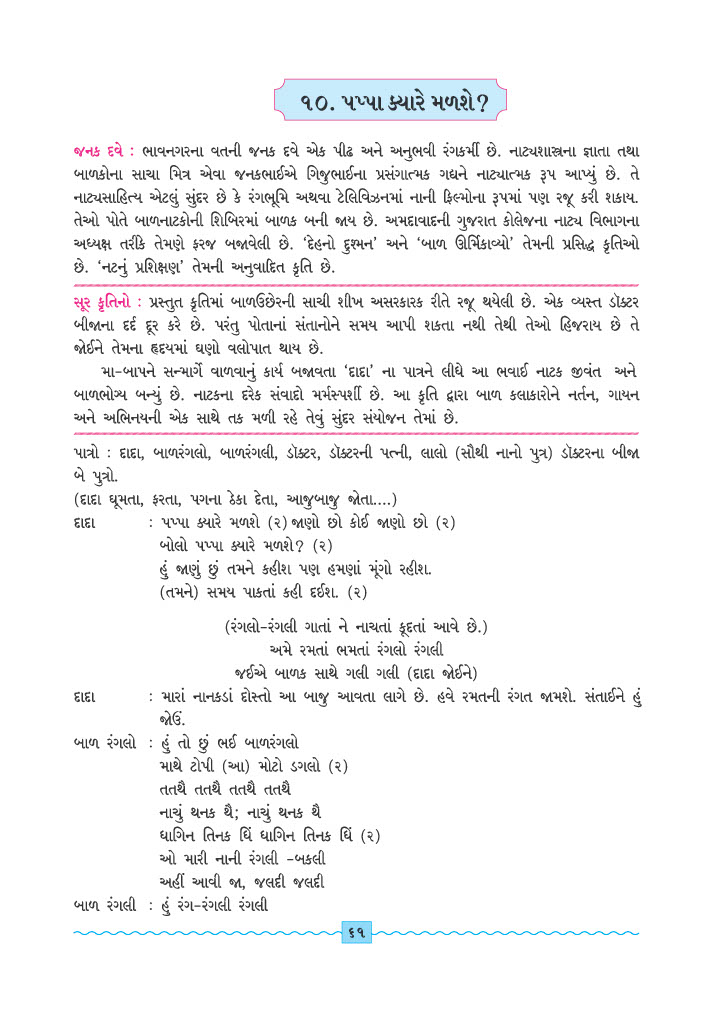 ૧૦. પપ્પા ક્યારે મળશે?
જનક દવે : ભાવનગરના વતની જનક દવે એક પીઢ અને અનુભવી રંગકર્મી છે. નાટ્યશાસ્ત્રના જ્ઞાતા તથા
બાળકોના સાચા મિત્ર એવા જનકભાઈએ ગિજુભાઈના પ્રસંગાત્મક ગદ્યને નાટ્યાત્મક રૂપ આપ્યું છે. તે
નાટ્યસાહિત્ય એટલું સુંદર છે કે રંગભૂમિ અથવા ટેલિવિઝનમાં નાની ફિલ્મોના રૂપમાં પણ રજૂ કરી શકાય.
તેઓ પોતે બાળનાટકોની શિબિરમાં બાળક બની જાય છે. અમદાવાદની ગુજરાત કોલેજના નાટ્ય વિભાગના
અધ્યક્ષ તરીકે તેમણે ફરજ બજાવેલી છે. ‘દેહનો દુશ્મન’ અને ‘બાળ ઊર્મિકાવ્યો’ તેમની પ્રસિદ્ધ કૃતિઓ
છે. ‘નટનું પ્રશિક્ષણ’ તેમની અનુવાદિત કૃતિ છે.
સૂર કૃતિનો : પ્રસ્તુત કૃતિમાં બાળઉછેરની સાચી શીખ અસરકારક રીતે રજૂ થયેલી છે. એક વ્યસ્ત ડૉક્ટર
બીજાના દર્દ દૂર કરે છે. પરંતુ પોતાનાં સંતાનોને સમય આપી શકતા નથી તેથી તેઓ હિજરાય છે તે
જોઈને તેમના હૃદયમાં ઘણો વલોપાત થાય છે.
મા-બાપને સન્માર્ગે વાળવાનું કાર્ય બજાવતા ‘દાદા’ ના પાત્રને લીધે આ ભવાઈ નાટક જીવંત અને
બાળભોગ્ય બન્યું છે. નાટકના દરેક સંવાદો મર્મસ્પર્શી છે. આ કૃતિ દ્વારા બાળ કલાકારોને નર્તન, ગાયન
અને અભિનયની એક સાથે તક મળી રહે તેવું સુંદર સંયોજન તેમાં છે.
પાત્રો : દાદા, બાળરંગલો, બાળરંગલી, ડૉક્ટર, ડૉક્ટરની પત્ની, લાલો (સૌથી નાનો પુત્ર) ડૉક્ટરના બીજા
બે પુત્રો.
(દાદા ઘૂમતા, ફરતા, પગના ઠેકા દેતા, આજુબાજુ જોતા....)
દાદા : પપ્પા ક્યારે મળશે (૨) જાણો છો કોઈ જાણો છો (૨)
બોલો પપ્પા ક્યારે મળશે? (૨)
હું જાણું છું તમને કહીશ પણ હમણાં મૂંગો રહીશ.
(તમને) સમય પાકતાં કહી દઈશ. (૨)
(રંગલો-રંગલી ગાતાં ને નાચતાં કૂદતાં આવે છે.)
અમે રમતાં ભમતાં રંગલો રંગલી
જઈએ બાળક સાથે ગલી ગલી (દાદા જોઈને)
દાદા : મારાં નાનકડાં દોસ્તો આ બાજુ આવતા લાગે છે. હવે રમતની રંગત જામશે. સંતાઈને હું
જોઉં.
બાળ રંગલો : હું તો છું ભઈ બાળરંગલો
માથે ટોપી (આ) મોટો ડગલો (૨)
તતથૈ તતથૈ તતથૈ તતથૈ
નાચું થનક થૈ; નાચું થનક થૈ
ધાગિન તિનક ધિં ધાગિન તિનક ધિં (૨)
ઓ મારી નાની રંગલી -બકલી
અહીં આવી જા, જલદી જલદી
બાળ રંગલી : હું રંગ-રંગલી રંગલી
૬૧